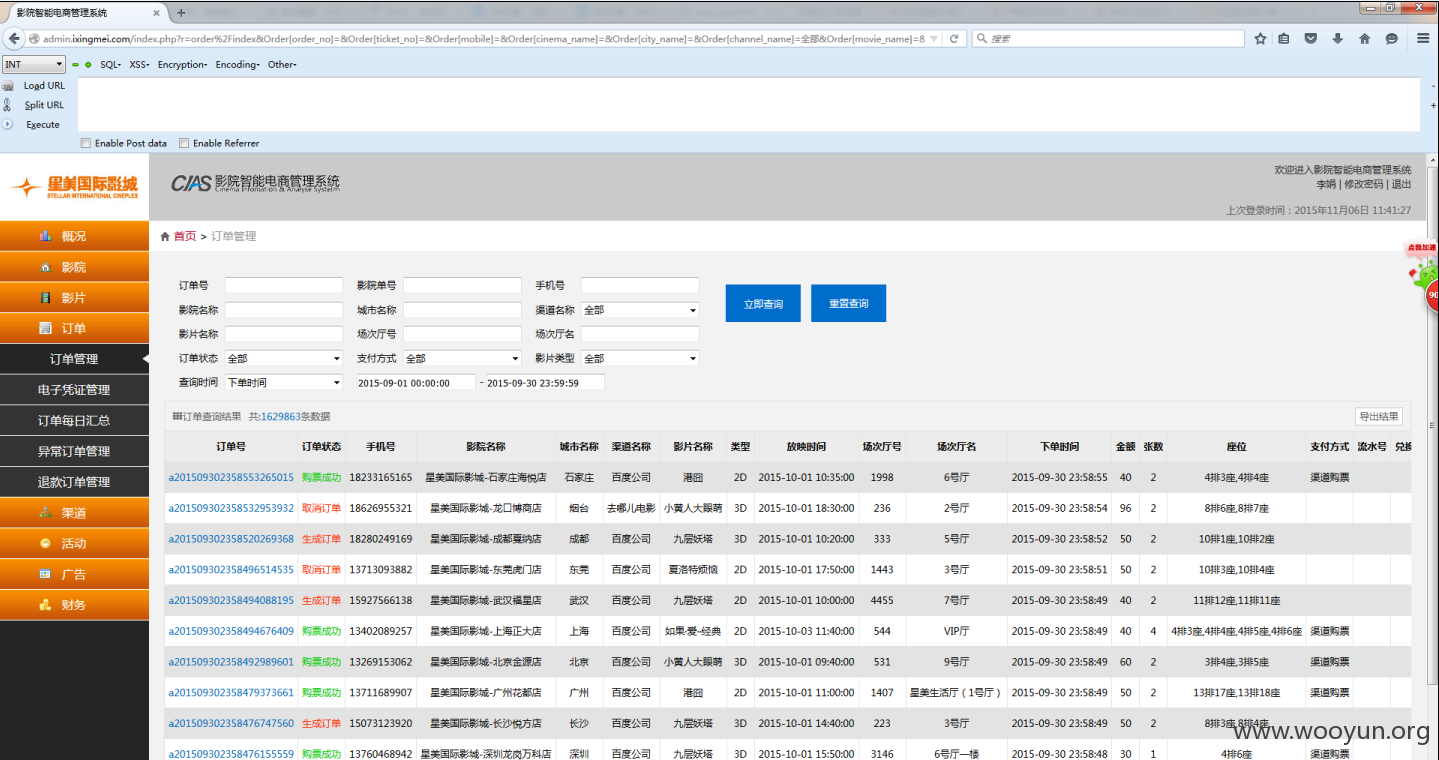 影院智能电商管理系统
admin.ixingmei.com/index.php?r=order%2Findex&Order[order_no]=&Order[ticket_no]=&Order[mobile]=&Order[cinema_name]=&Order[city_name]=&Order[channel_name]=全部&Order[movie_name]=&
搜索
INT SQL- XSS- Encryption- Encoding- Other-
Load URL
Split URL
Execute
Enable Post data Enable Referrer
星美国际影城
STELLAR INTERNATIONAL CINEPLEX
CIAS 影院智能电商管理系统
Cinema Infomation & Analyse Systerm
欢迎进入影院智能电商管理系统
李娟 | 修改密码 | 退出
上次登录时间：2015年11月06日 11:41:27
概况
影院
影片
订单
订单管理
电子凭证管理
订单每日汇总
异常订单管理
退款订单管理
渠道
活动
广告
财务
首页 > 订单管理
点我加速
90
订单号 影院单号 手机号
立即查询 重置查询
影院名称 城市名称 渠道名称 全部
影片名称 场次厅号 场次厅名
订单状态 全部 支付方式 全部 影片类型 全部
查询时间 下单时间 2015-09-01 00:00:00 - 2015-09-30 23:59:59
订单查询结果 共:1629863条数据 导出结果
订单号 订单状态 手机号 影院名称 城市名称 渠道名称 影片名称 类型 放映时间 场次厅号 场次厅名 下单时间 金额 张数 座位 支付方式 流水号 兑换
a201509302358553265015 购票成功 18233165165 星美国际影城-石家庄海悦店 石家庄 百度公司 港囧 2D 2015-10-01 10:35:00 1998 6号厅 2015-09-30 23:58:55 40 2 4排3座,4排4座 渠道购票
a201509302358532953932 取消订单 18626955321 星美国际影城-龙口博商店 烟台 去哪儿电影 小黄人大眼萌 3D 2015-10-01 18:30:00 236 2号厅 2015-09-30 23:58:54 96 2 8排6座,8排7座
a201509302358520269368 生成订单 18280249169 星美国际影城-成都戛纳店 成都 百度公司 九层妖塔 3D 2015-10-01 10:20:00 333 5号厅 2015-09-30 23:58:52 50 2 10排1座,10排2座
a201509302358496514535 取消订单 13713093882 星美国际影城-东莞虎门店 东莞 百度公司 夏洛特烦恼 2D 2015-10-01 17:50:00 1443 3号厅 2015-09-30 23:58:51 50 2 10排3座,10排4座
a201509302358494088195 生成订单 15927566138 星美国际影城-武汉福星店 武汉 百度公司 九层妖塔 2D 2015-10-01 10:00:00 4455 7号厅 2015-09-30 23:58:49 40 2 11排12座,11排11座
a201509302358494676409 购票成功 13402089257 星美国际影城-上海正大店 上海 百度公司 如果·爱--经典 2D 2015-10-03 11:40:00 544 VIP厅 2015-09-30 23:58:49 40 4 4排3座,4排4座,4排5座,4排6座 渠道购票
a201509302358492989601 购票成功 13269153062 星美国际影城-北京金源店 北京 百度公司 小黄人大眼萌 3D 2015-10-01 09:40:00 531 9号厅 2015-09-30 23:58:49 60 2 3排4座,3排5座 渠道购票
a201509302358479373661 购票成功 13711689907 星美国际影城-广州花都店 广州 百度公司 港囧 2D 2015-10-01 11:00:00 1407 星美生活厅（1号厅） 2015-09-30 23:58:49 50 2 13排17座,13排18座 渠道购票
a201509302358476747560 生成订单 15073123920 星美国际影城-长沙悦方店 长沙 百度公司 九层妖塔 3D 2015-10-01 14:40:00 223 3号厅 2015-09-30 23:58:49 50 2 8排3座,8排4座
a201509302358476155559 购票成功 13760468942 星美国际影城-深圳龙岗万科店 深圳 百度公司 九层妖塔 3D 2015-10-01 15:50:00 3146 6号厅一楼 2015-09-30 23:58:48 30 1 4排6座 渠道购票
www.wooyun.org